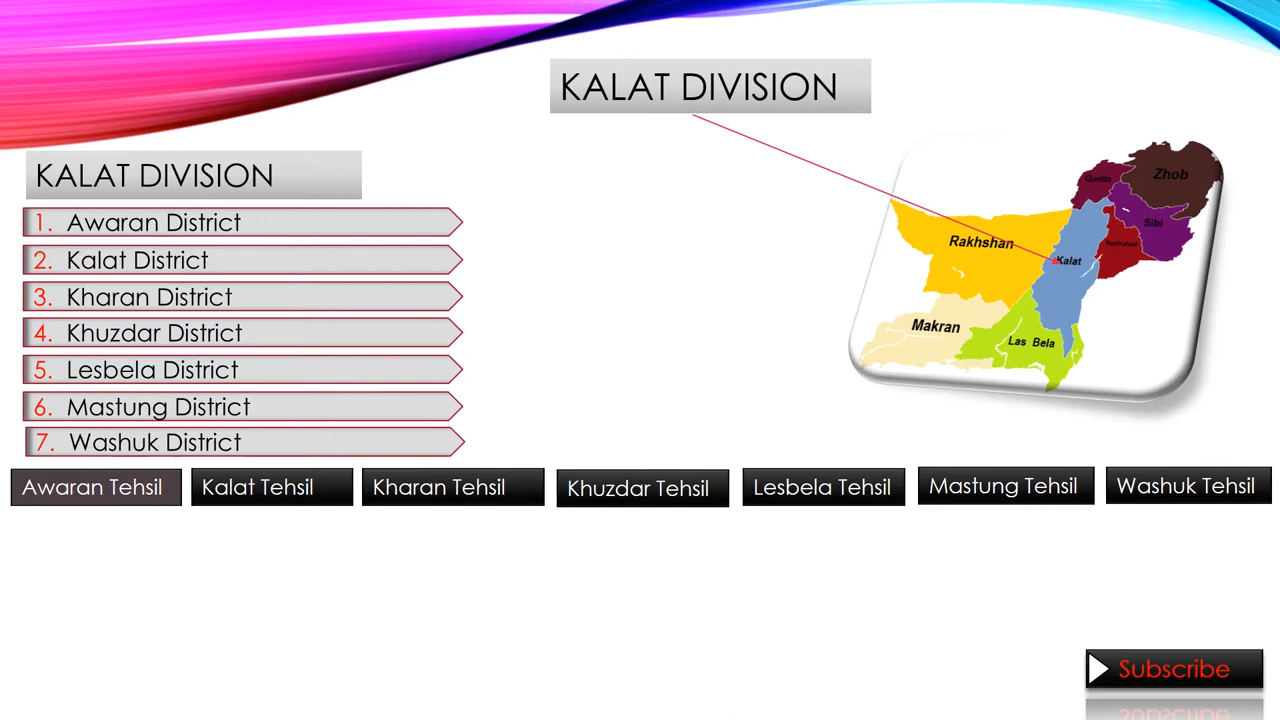 KALAT DIVISION
KALAT DIVISION
1. Awaran District
2. Kalat District
3. Kharan District
4. Khuzdar District
5. Lesbela District
6. Mastung District
7. Washuk District
Zhob
Quetta
Sibi
Rakhshan
Nasirabad
Kalat
Makran
Las Bela
Awaran Tehsil
Kalat Tehsil
Kharan Tehsil
Khuzdar Tehsil
Lesbela Tehsil
Mastung Tehsil
Washuk Tehsil
Subscribe